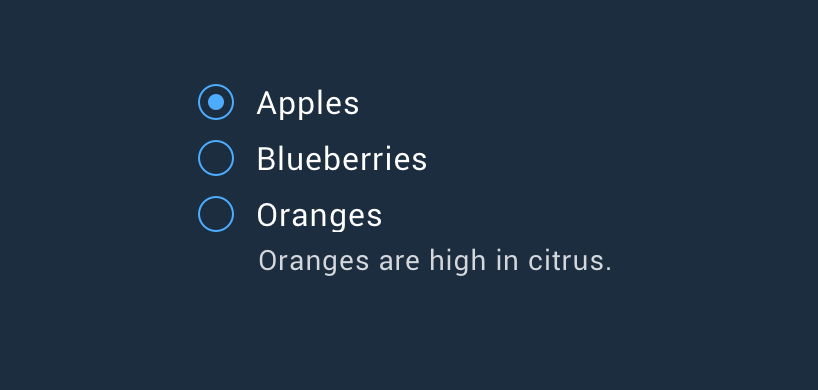 Apples
Blueberries
Oranges
Oranges are high in citrus.